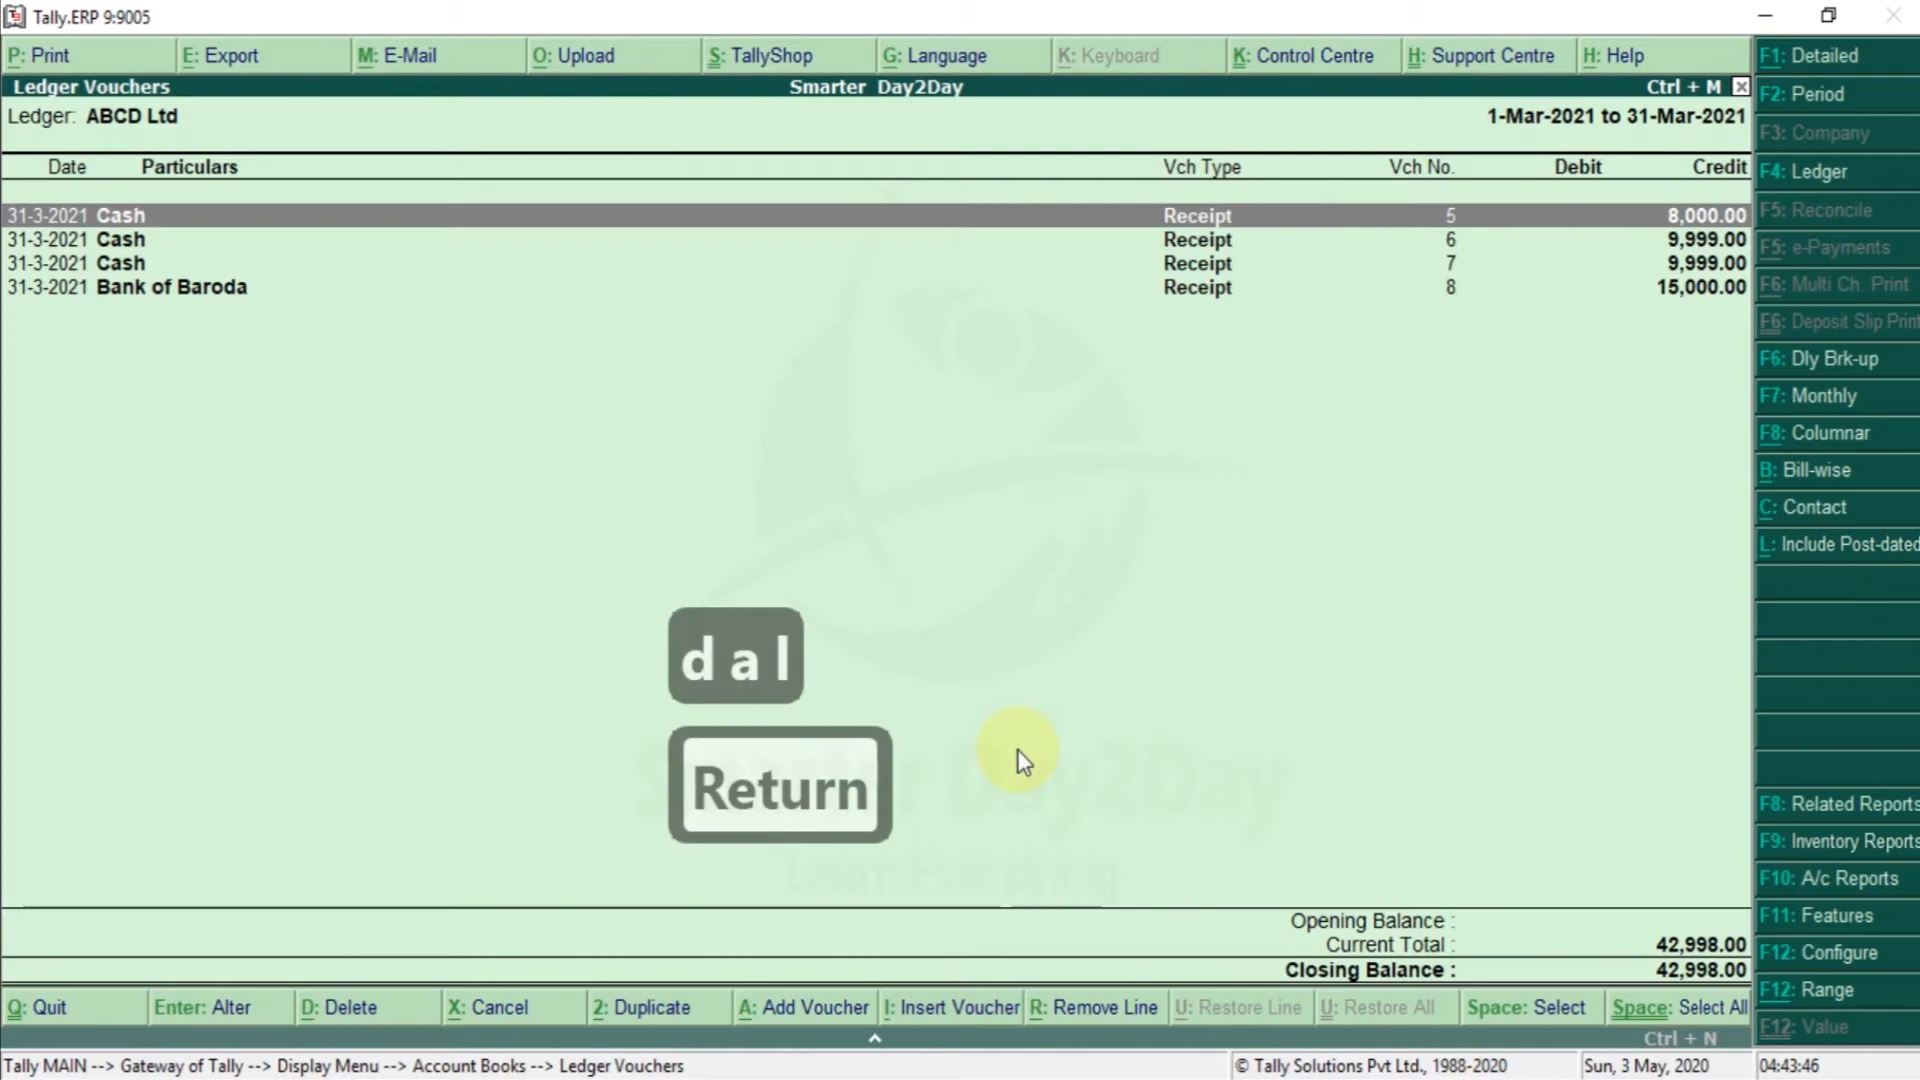 Tally.ERP 9:9005
P: Print E: Export M: E-Mail O: Upload S: TallyShop G: Language K: Keyboard K: Control Centre H: Support Centre H: Help
Ledger Vouchers Smarter Day2Day Ctrl + M
Ledger: ABCD Ltd 1-Mar-2021 to 31-Mar-2021
Date Particulars Vch Type Vch No. Debit Credit
31-3-2021 Cash Receipt 5 8,000.00
31-3-2021 Cash Receipt 6 9,999.00
31-3-2021 Cash Receipt 7 9,999.00
31-3-2021 Bank of Baroda Receipt 8 15,000.00
d a l
Return
Smarter Day2Day
Learn Everything
Opening Balance :
Current Total : 42,998.00
Closing Balance : 42,998.00
F1: Detailed
F2: Period
F3: Company
F4: Ledger
F5: Reconcile
F5: e-Payments
F6: Multi Ch. Print
F6: Deposit Slip Print
F6: Dly Brk-up
F7: Monthly
F8: Columnar
B: Bill-wise
C: Contact
L: Include Post-dated
F8: Related Reports
F9: Inventory Reports
F10: A/c Reports
F11: Features
F12: Configure
F12: Range
F12: Value
Q: Quit Enter: Alter D: Delete X: Cancel 2: Duplicate A: Add Voucher I: Insert Voucher R: Remove Line U: Restore Line U: Restore All Space: Select Space: Select All
Ctrl + N
Tally MAIN --> Gateway of Tally --> Display Menu --> Account Books --> Ledger Vouchers © Tally Solutions Pvt Ltd., 1988-2020 Sun, 3 May, 2020 04:43:46